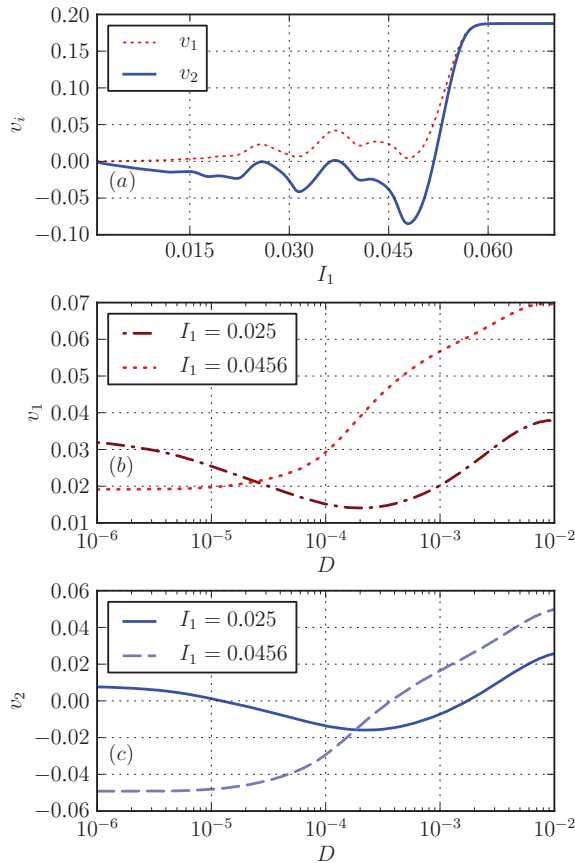 0.20
0.15
0.10
0.05
0.00
−0.05
−0.10
v_i
v_1
v_2
(a)
0.015 0.030 0.045 0.060
I_1
0.07
0.06
0.05
0.04
0.03
0.02
0.01
v_1
I_1 = 0.025
I_1 = 0.0456
(b)
10^{-6} 10^{-5} 10^{-4} 10^{-3} 10^{-2}
D
0.06
0.04
0.02
0.00
−0.02
−0.04
−0.06
v_2
I_1 = 0.025
I_1 = 0.0456
(c)
10^{-6} 10^{-5} 10^{-4} 10^{-3} 10^{-2}
D